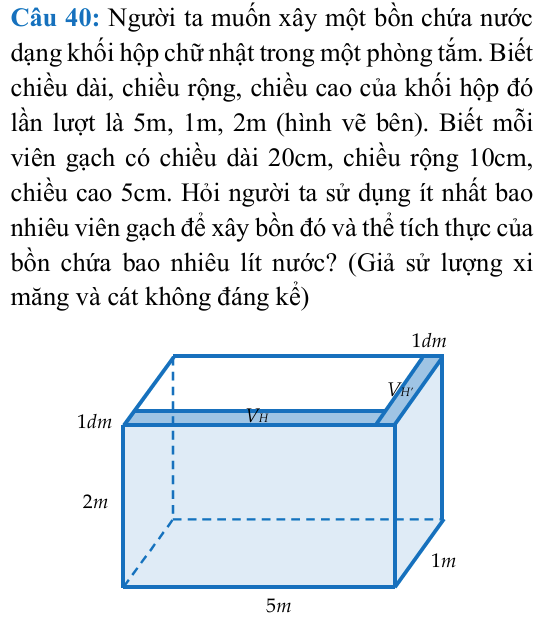 Câu 40: Người ta muốn xây một bồn chứa nước
dạng khối hộp chữ nhật trong một phòng tắm. Biết
chiều dài, chiều rộng, chiều cao của khối hộp đó
lần lượt là 5m, 1m, 2m (hình vẽ bên). Biết mỗi
viên gạch có chiều dài 20cm, chiều rộng 10cm,
chiều cao 5cm. Hỏi người ta sử dụng ít nhất bao
nhiêu viên gạch để xây bồn đó và thể tích thực của
bồn chứa bao nhiêu lít nước? (Giả sử lượng xi
măng và cát không đáng kể)
1dm
VH'
1dm
VH
2m
1m
5m